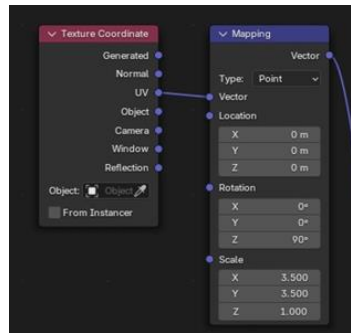 Texture Coordinate
Generated
Normal
UV
Object
Camera
Window
Reflection
Object: Object
From Instancer
Mapping
Vector
Type: Point
Vector
Location
X 0 m
Y 0 m
Z 0 m
Rotation
X 0°
Y 0°
Z 90°
Scale
X 3.500
Y 3.500
Z 1.000